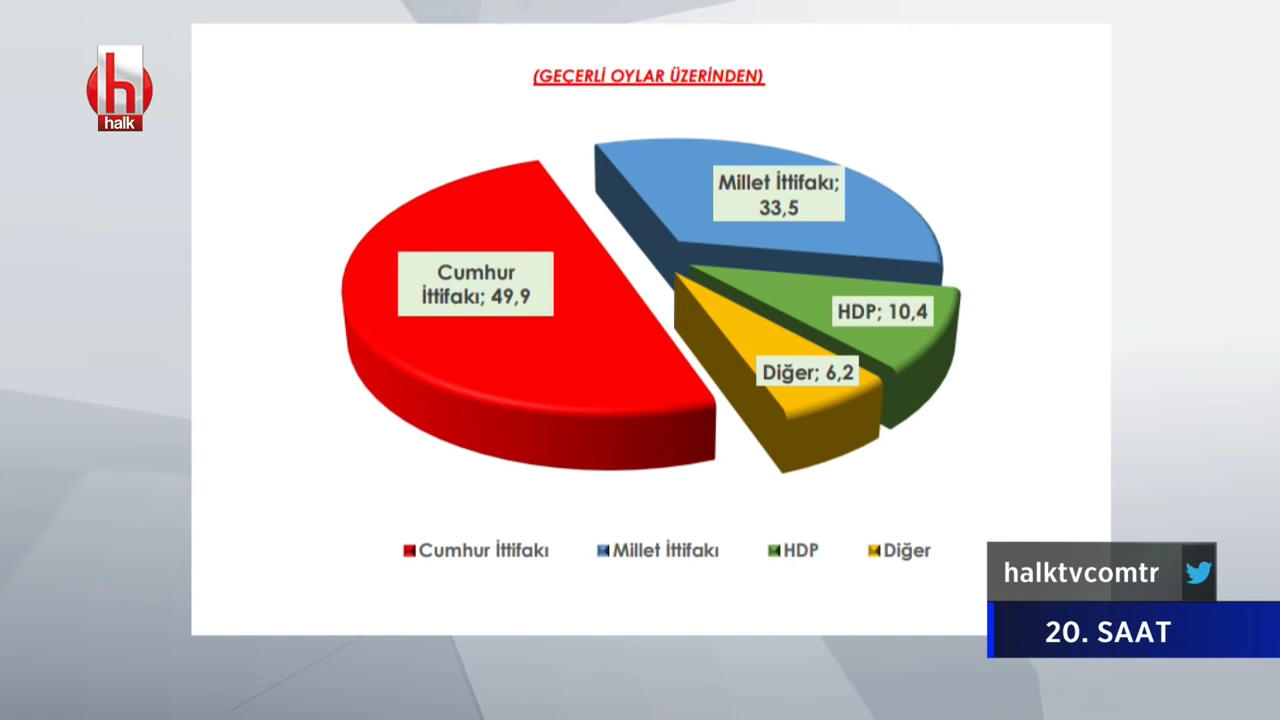 h
halk
(GEÇERLİ OYLAR ÜZERİNDEN)
Millet İttifakı;
33,5
Cumhur
İttifakı; 49,9
HDP; 10,4
Diğer; 6,2
Cumhur İttifakı Millet İttifakı HDP Diğer
halktvcomtr
20. SAAT